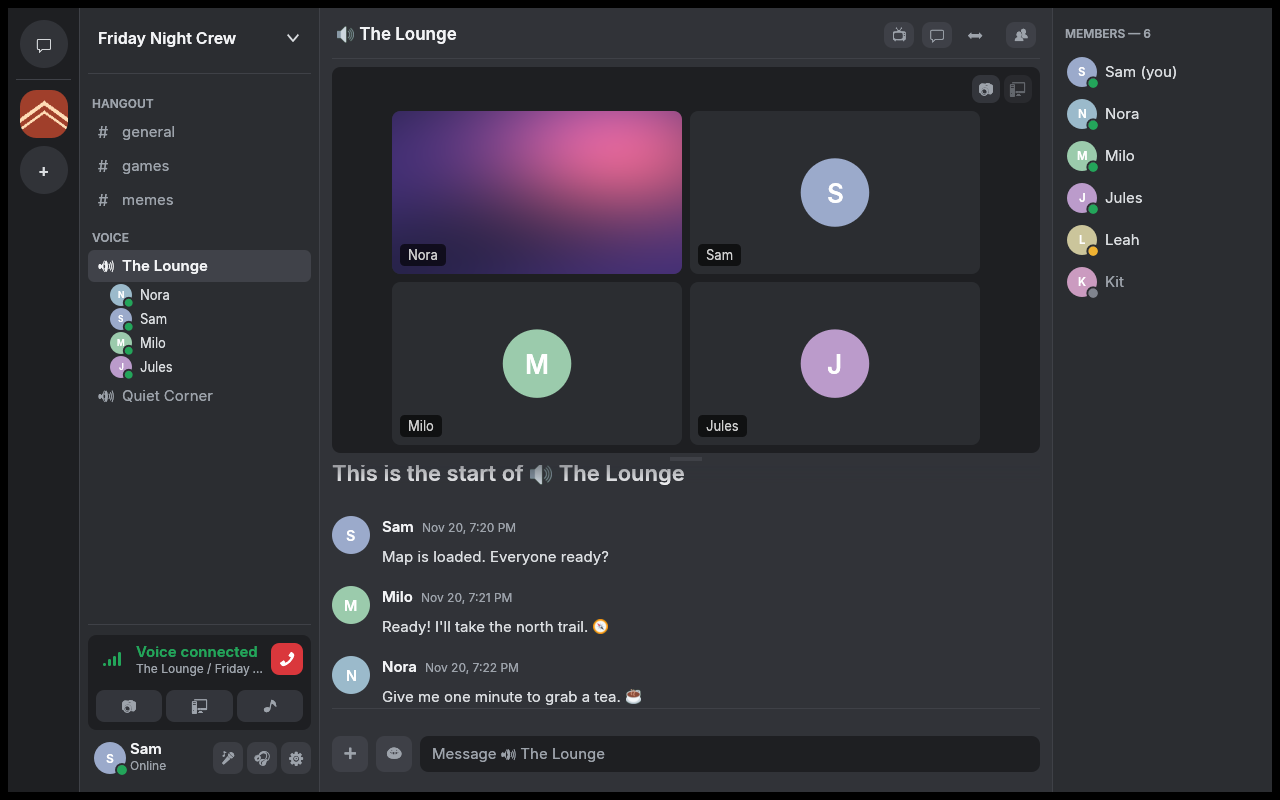 Friday Night Crew
HANGOUT
# general
# games
# memes
VOICE
The Lounge
N Nora
S Sam
M Milo
J Jules
Quiet Corner
Voice connected
The Lounge / Friday ...
S Sam
Online
The Lounge
Nora
S
Sam
M
Milo
J
Jules
This is the start of 🔊 The Lounge
S
Sam Nov 20, 7:20 PM
Map is loaded. Everyone ready?
M
Milo Nov 20, 7:21 PM
Ready! I'll take the north trail. 🧭
N
Nora Nov 20, 7:22 PM
Give me one minute to grab a tea. ☕
Message 🔊 The Lounge
MEMBERS — 6
S Sam (you)
N Nora
M Milo
J Jules
L Leah
K Kit